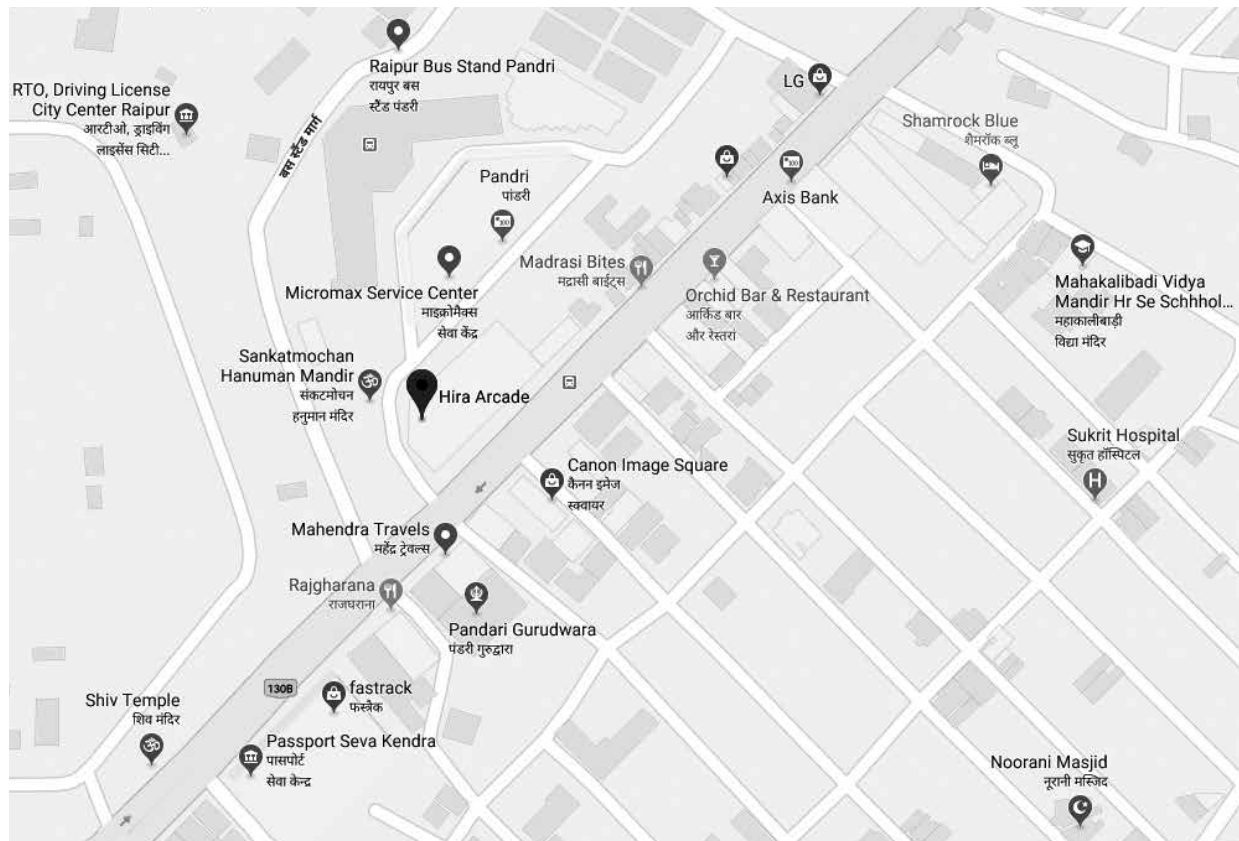 Raipur Bus Stand Pandri
रायपुर बस
स्टैंड पंडरी
RTO, Driving License
City Center Raipur
आरटीओ, ड्राइविंग
लाइसेंस सिटी...
बस स्टैंड मार्ग
LG
Shamrock Blue
शैमरॉक ब्लू
Axis Bank
Pandri
पांडरी
Madrasi Bites
मद्रासी बाईट्स
Orchid Bar & Restaurant
आर्किड बार
और रेस्तरां
Mahakalibadi Vidya
Mandir Hr Se Schhhol...
महाकालीबाड़ी
विद्या मंदिर
Micromax Service Center
माइक्रोमैक्स
सेवा केंद्र
Sankatmochan
Hanuman Mandir
संकटमोचन
हनुमान मंदिर
Hira Arcade
Sukrit Hospital
सुकृत हॉस्पिटल
Canon Image Square
कैनन इमेज
स्क्वायर
Mahendra Travels
महेंद्र ट्रेवल्स
Rajgharana
राजघराना
Pandari Gurudwara
पंडरी गुरुद्वारा
130B
fastrack
फस्त्रैक
Shiv Temple
शिव मंदिर
Passport Seva Kendra
पासपोर्ट
सेवा केन्द्र
Noorani Masjid
नूरानी मस्जिद